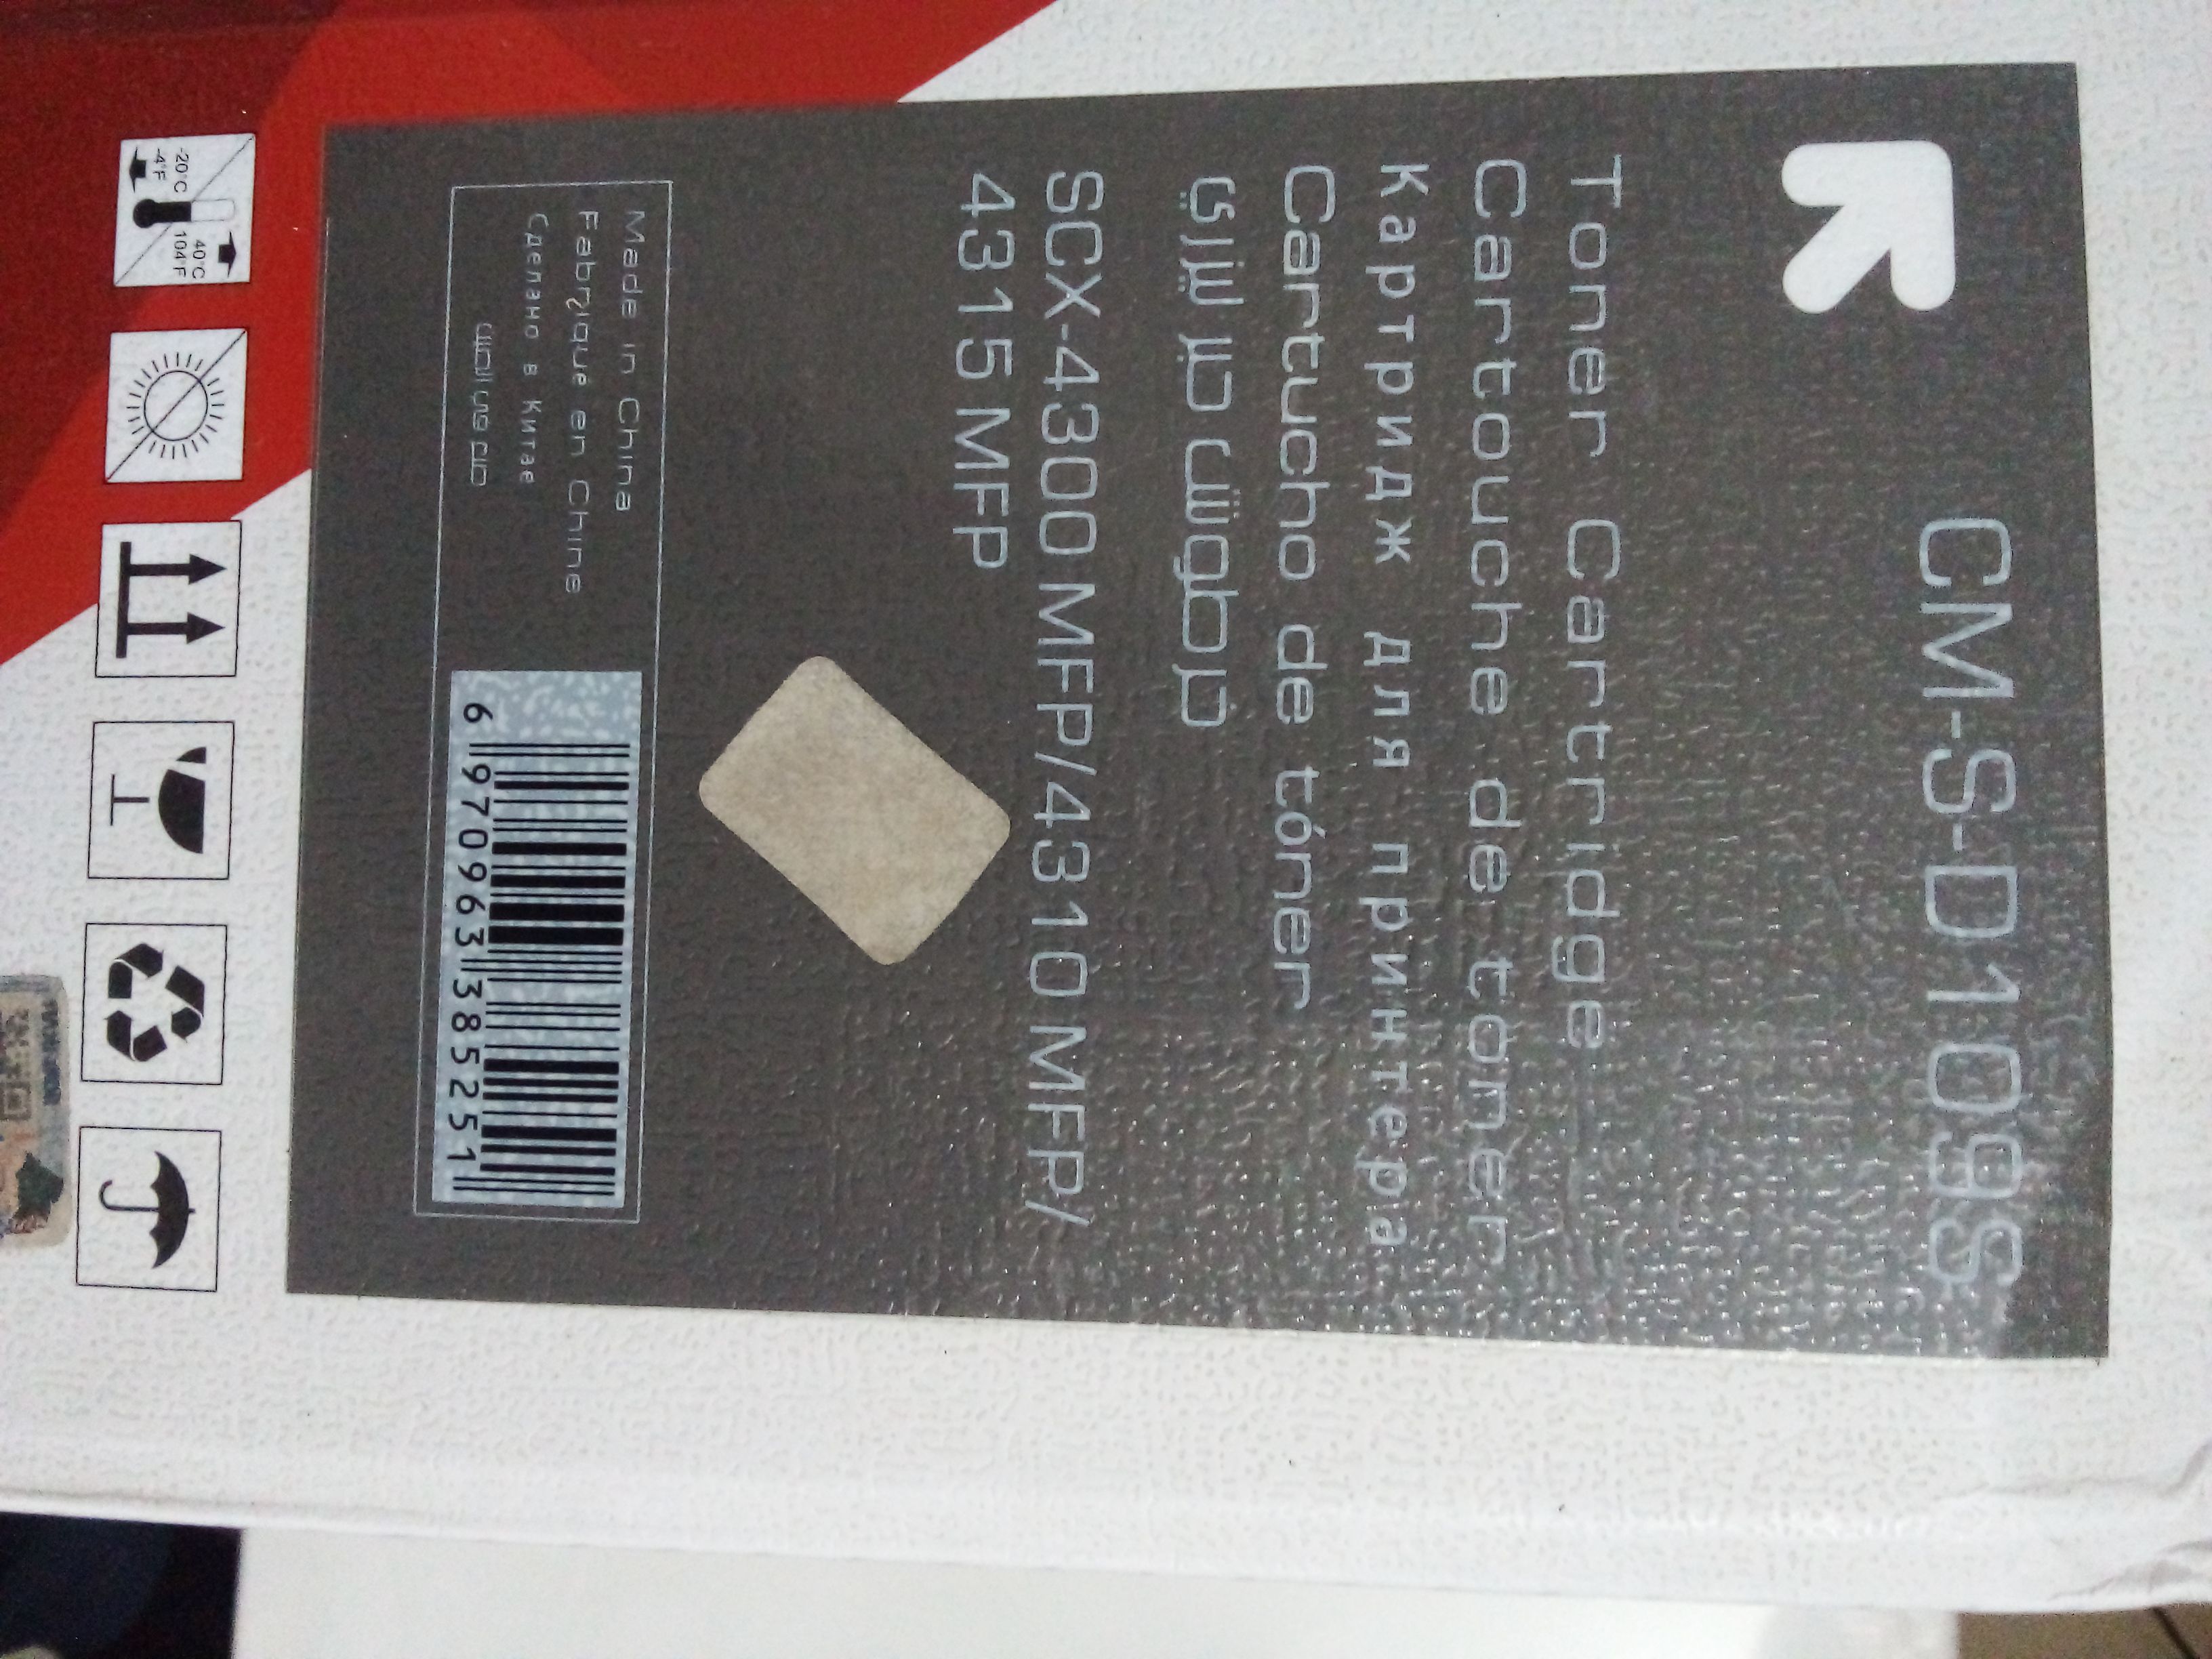 CM-S-D109S
Toner Cartridge
Cartouche de toner
Картридж для принтера
Cartucho de tóner
خرطوش حبر ليزري
SCX-4300 MFP/4310 MFP/
4315 MFP
Made in China
Fabrique en Chine
Сделано в Китае
صنع في الصين
6 970963 385251
-20°C
-4°F
40°C
104°F